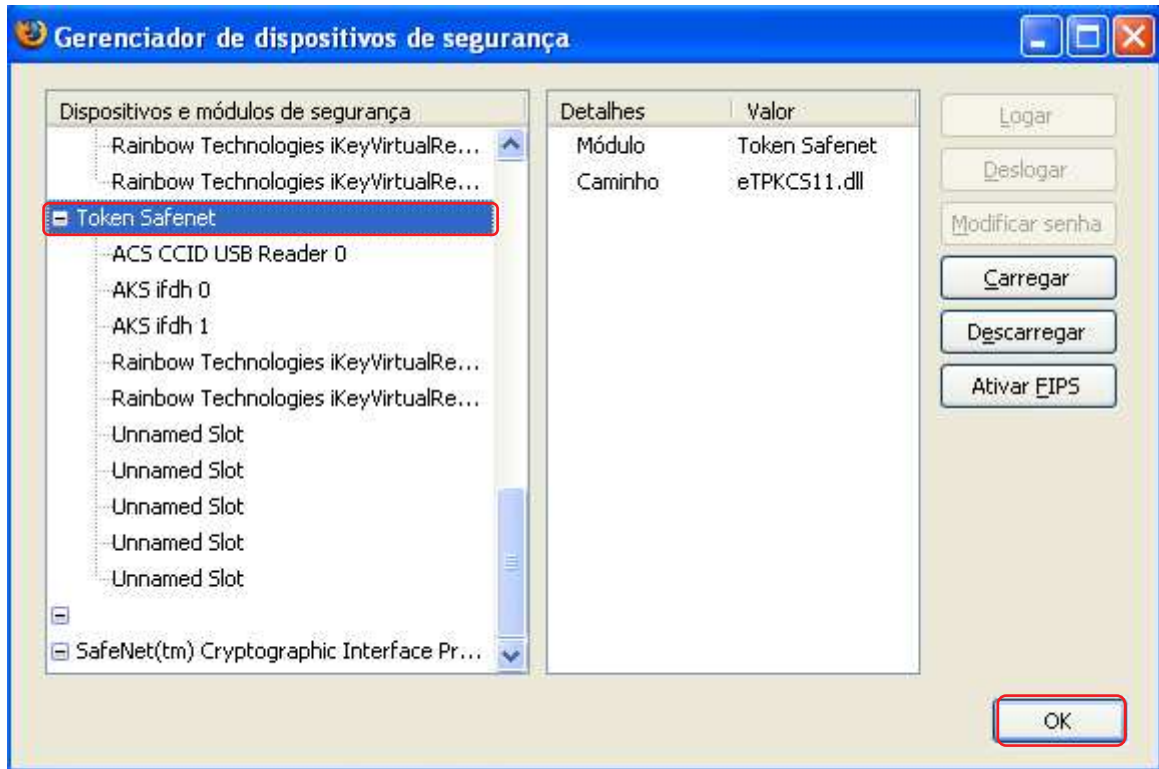 Gerenciador de dispositivos de segurança
Dispositivos e módulos de segurança
Rainbow Technologies iKeyVirtualRe...
Rainbow Technologies iKeyVirtualRe...
Token Safenet
ACS CCID USB Reader 0
AKS ifdh 0
AKS ifdh 1
Rainbow Technologies iKeyVirtualRe...
Rainbow Technologies iKeyVirtualRe...
Unnamed Slot
Unnamed Slot
Unnamed Slot
Unnamed Slot
Unnamed Slot
SafeNet(tm) Cryptographic Interface Pr...
Detalhes Valor
Módulo Token Safenet
Caminho eTPKCS11.dll
Logar
Deslogar
Modificar senha
Carregar
Descarregar
Ativar FIPS
OK